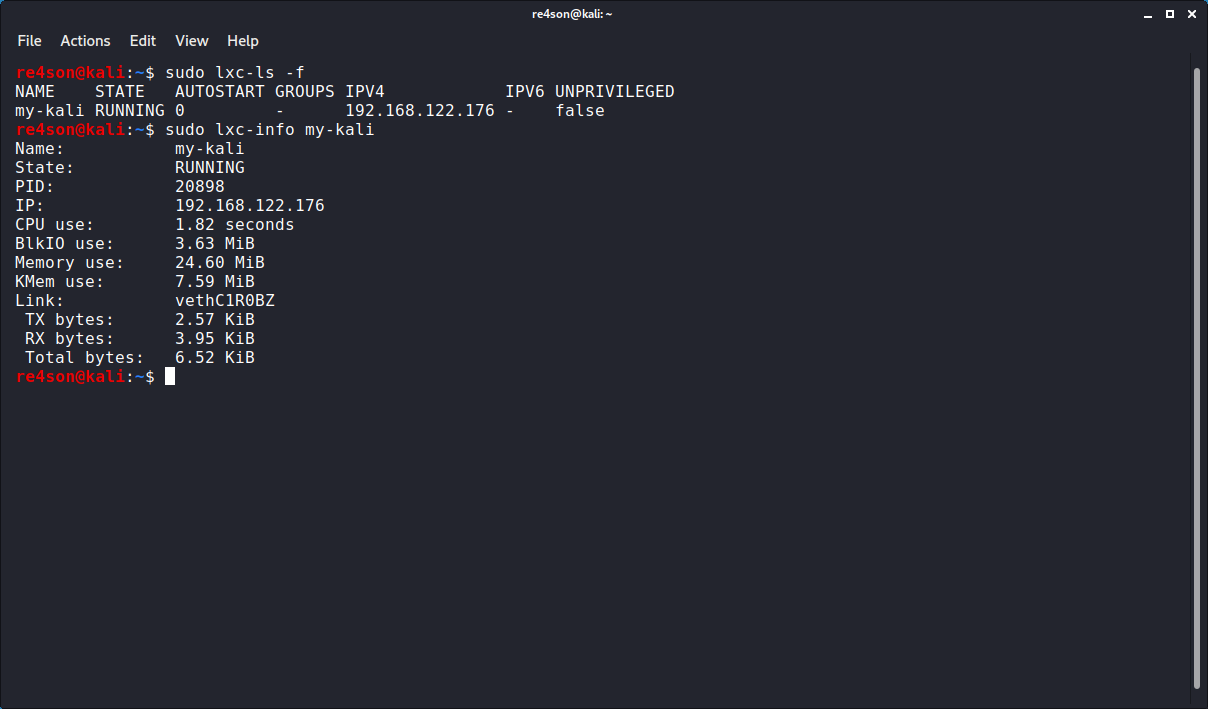 re4son@kali: ~
File Actions Edit View Help
re4son@kali:~$ sudo lxc-ls -f
NAME    STATE   AUTOSTART GROUPS IPV4            IPV6 UNPRIVILEGED
my-kali RUNNING 0         -      192.168.122.176 -    false
re4son@kali:~$ sudo lxc-info my-kali
Name:           my-kali
State:          RUNNING
PID:            20898
IP:             192.168.122.176
CPU use:        1.82 seconds
BlkIO use:      3.63 MiB
Memory use:     24.60 MiB
KMem use:       7.59 MiB
Link:           vethC1R0BZ
 TX bytes:      2.57 KiB
 RX bytes:      3.95 KiB
 Total bytes:   6.52 KiB
re4son@kali:~$